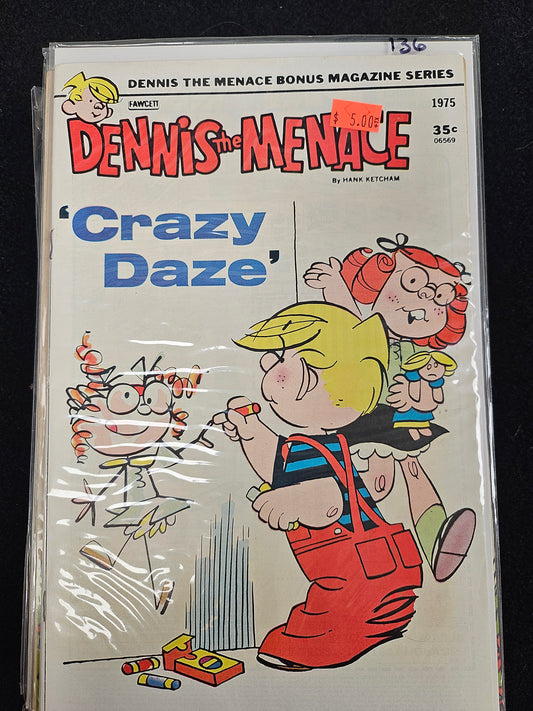 136
DENNIS THE MENACE BONUS MAGAZINE SERIES
FAWCETT
1975
$ 5.00
DENNIS the MENACE
35c
06569
By HANK KETCHAM
'Crazy
Daze'